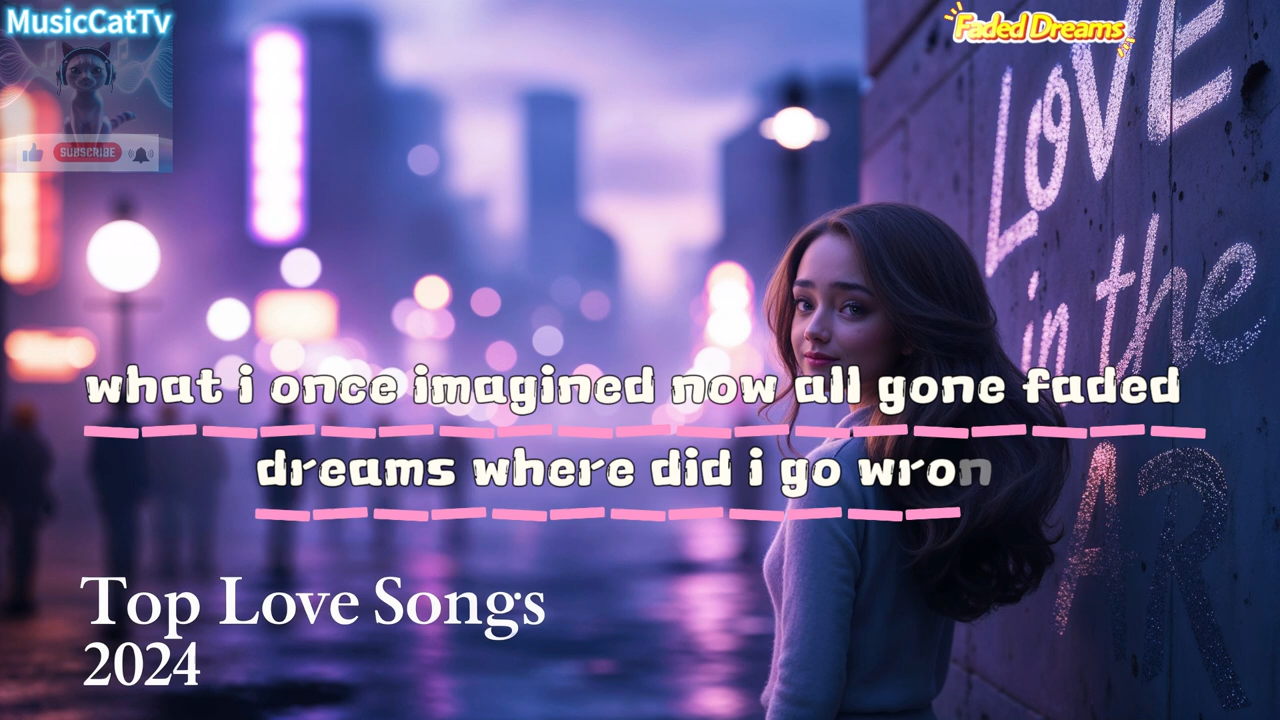 MusicCatTv
SUBSCRIBE
Faded Dreams
LOVE
in the
AR
what i once imagined now all gone faded
dreams where did i go wron
Top Love Songs
2024